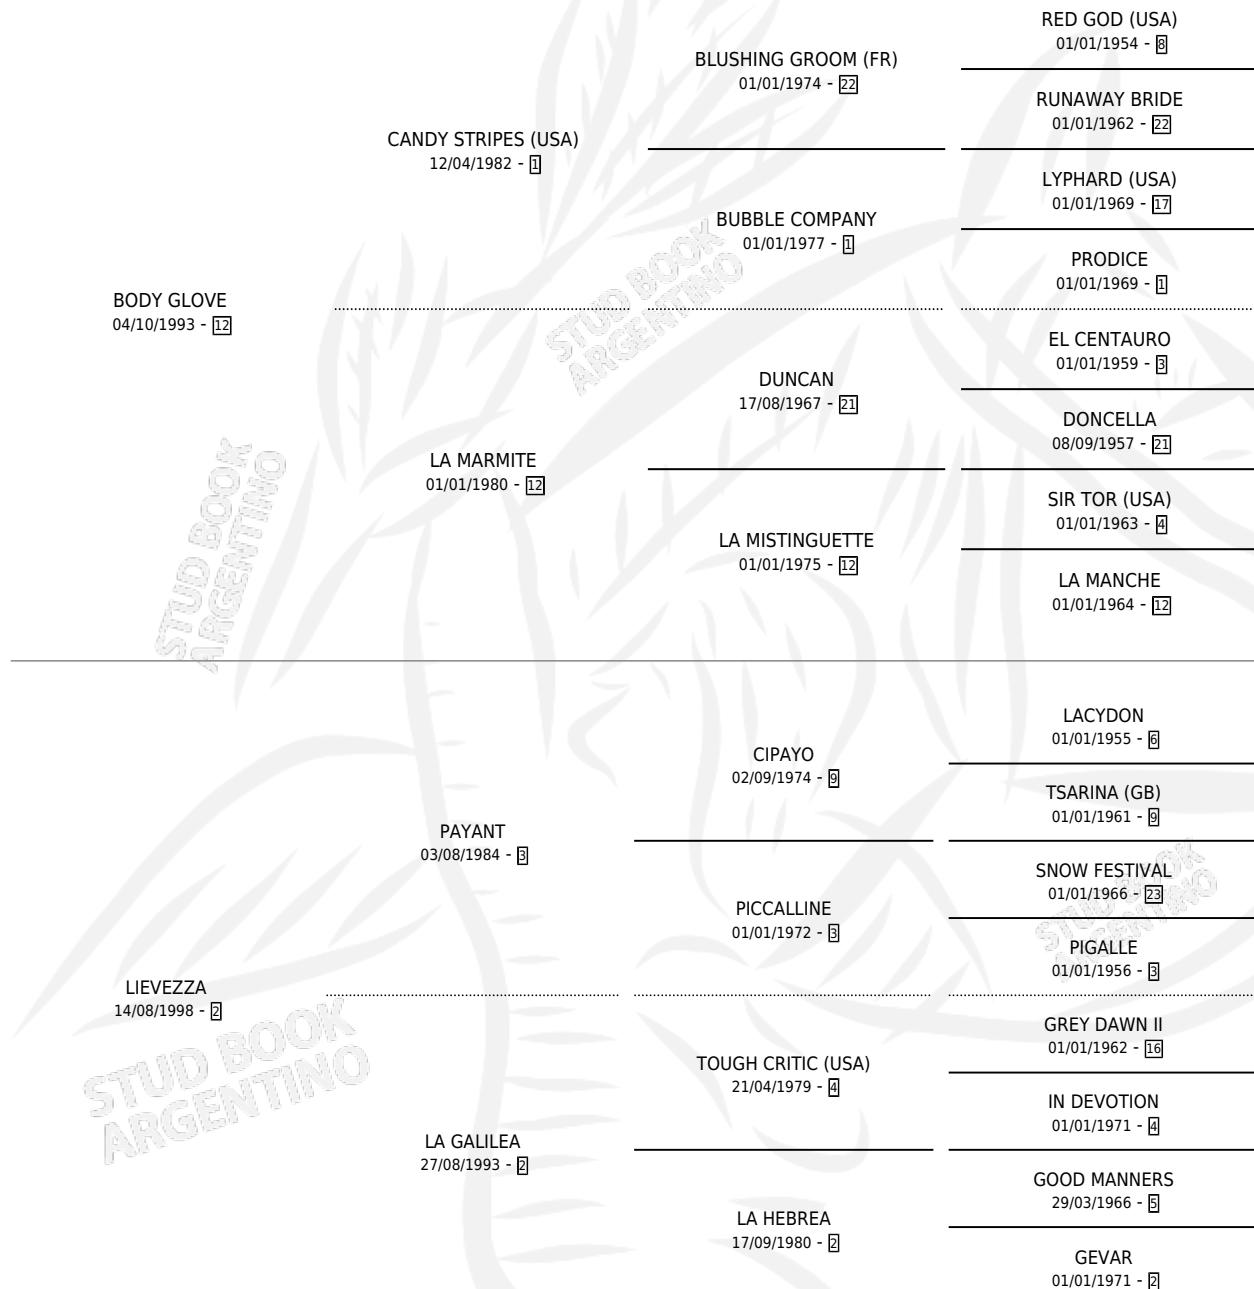 RED GOD (USA)
01/01/1954 - 8
BLUSHING GROOM (FR)
01/01/1974 - 22
RUNAWAY BRIDE
01/01/1962 - 22
CANDY STRIPES (USA)
12/04/1982 - 1
LYPHARD (USA)
01/01/1969 - 17
BUBBLE COMPANY
01/01/1977 - 1
PRODICE
01/01/1969 - 1
BODY GLOVE
04/10/1993 - 12
STUD BOOK
ARGENTINO
EL CENTAURO
01/01/1959 - 3
DUNCAN
17/08/1967 - 21
DONCELLA
08/09/1957 - 21
LA MARMITE
01/01/1980 - 12
SIR TOR (USA)
01/01/1963 - 4
LA MISTINGUETTE
01/01/1975 - 12
LA MANCHE
01/01/1964 - 12
STUD BOOK
ARGENTINO
LACYDON
01/01/1955 - 6
CIPAYO
02/09/1974 - 9
TSARINA (GB)
01/01/1961 - 9
PAYANT
03/08/1984 - 3
SNOW FESTIVAL
01/01/1966 - 23
PICCALLINE
01/01/1972 - 3
PIGALLE
01/01/1956 - 3
STUD BOOK
ARGENTINO
LIEVEZZA
14/08/1998 - 2
GREY DAWN II
01/01/1962 - 16
TOUGH CRITIC (USA)
21/04/1979 - 4
IN DEVOTION
01/01/1971 - 4
STUD BOOK
ARGENTINO
LA GALILEA
27/08/1993 - 2
GOOD MANNERS
29/03/1966 - 5
LA HEBREA
17/09/1980 - 2
GEVAR
01/01/1971 - 2